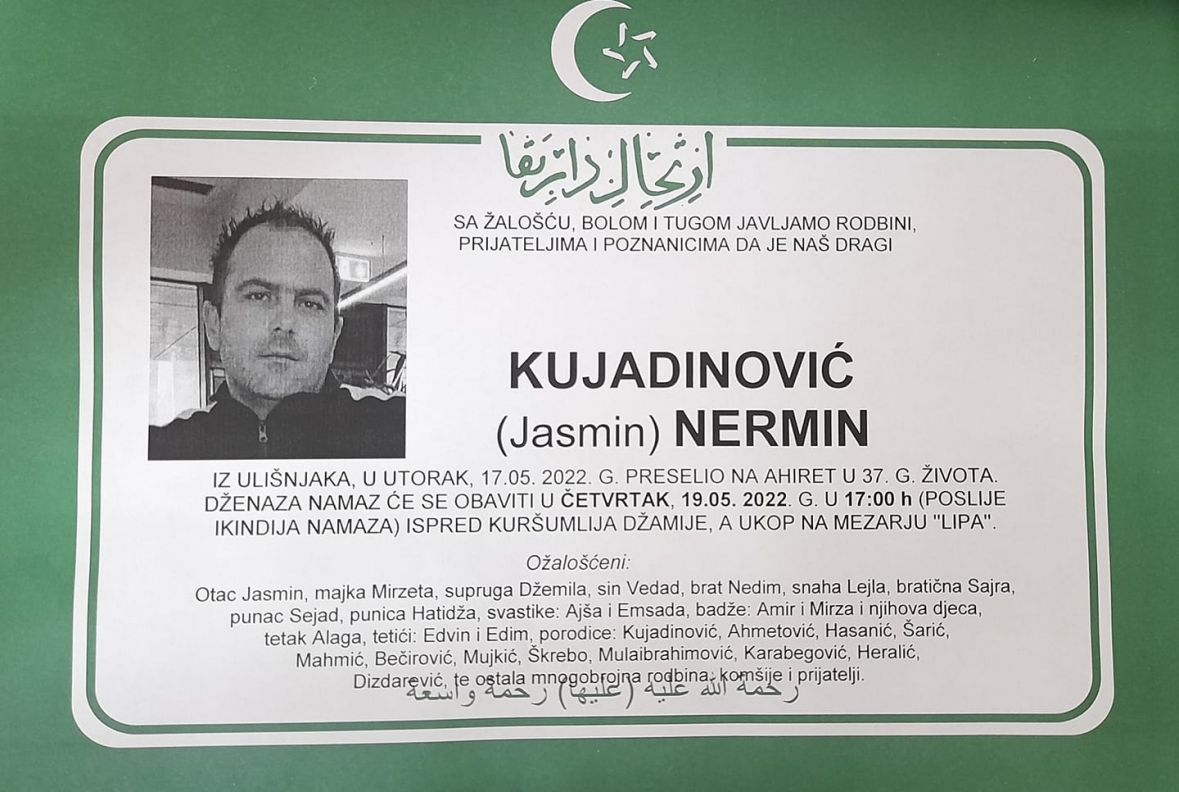 ارتحال دار بقا
SA ŽALOŠĆU, BOLOM I TUGOM JAVLJAMO RODBINI,
PRIJATELJIMA I POZNANICIMA DA JE NAŠ DRAGI
KUJADINOVIĆ
(Jasmin) NERMIN
IZ ULIŠNJAKA, U UTORAK, 17.05. 2022. G. PRESELIO NA AHIRET U 37. G. ŽIVOTA.
DŽENAZA NAMAZ ĆE SE OBAVITI U ČETVRTAK, 19.05. 2022. G. U 17:00 h (POSLIJE
IKINDIJA NAMAZA) ISPRED KURŠUMLIJA DŽAMIJE, A UKOP NA MEZARJU "LIPA".
Ožalošćeni:
Otac Jasmin, majka Mirzeta, supruga Džemila, sin Vedad, brat Nedim, snaha Lejla, bratična Sajra,
punac Sejad, punica Hatidža, svastike: Ajša i Emsada, badže: Amir i Mirza i njihova djeca,
tetak Alaga, tetići: Edvin i Edim, porodice: Kujadinović, Ahmetović, Hasanić, Šarić,
Mahmić, Bečirović, Mujkić, Škrebo, Mulaibrahimović, Karabegović, Heralić,
Dizdarević, te ostala mnogobrojna rodbina, komšije i prijatelji.
رحمة الله عليه (عليها) رحمة واسعة